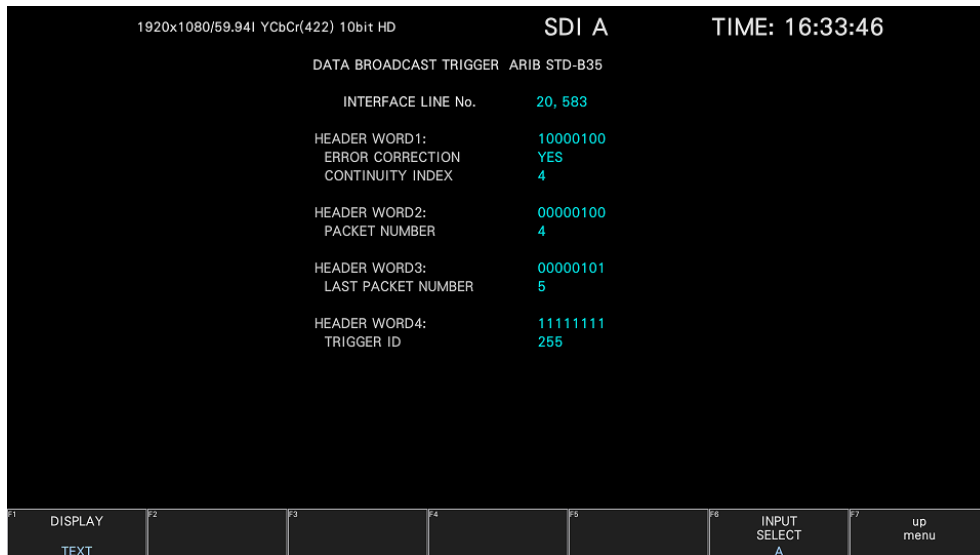 1920x1080/59.94I YCbCr(422) 10bit HD SDI A TIME: 16:33:46
DATA BROADCAST TRIGGER ARIB STD-B35
INTERFACE LINE No. 20, 583
HEADER WORD1: 10000100
ERROR CORRECTION YES
CONTINUITY INDEX 4
HEADER WORD2: 00000100
PACKET NUMBER 4
HEADER WORD3: 00000101
LAST PACKET NUMBER 5
HEADER WORD4: 11111111
TRIGGER ID 255
F1 DISPLAY TEXT
F2
F3
F4
F5
F6 INPUT SELECT A
F7 up menu